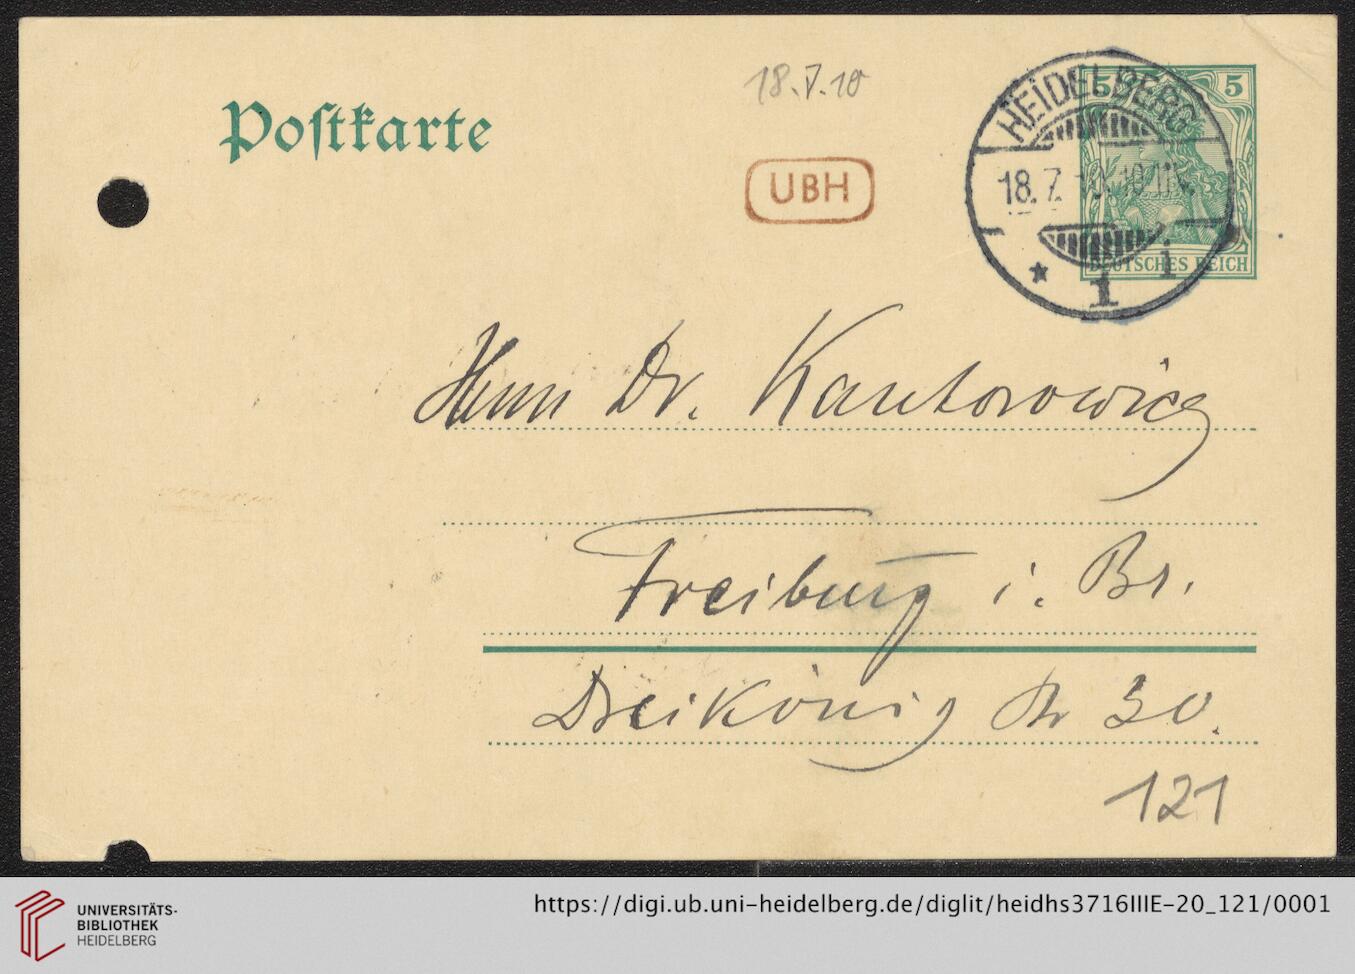 18.V.10
Postkarte
UBH
HEIDELBERG
18.7.10.
* 1 i
5 5
DEUTSCHES REICH
Herrn Dr. Kantorowicz
Freiburg i. Br.
Dreikönig Str 30.
121
UNIVERSITÄTS-
BIBLIOTHEK
HEIDELBERG
https://digi.ub.uni-heidelberg.de/diglit/heidhs3716IIIE-20_121/0001